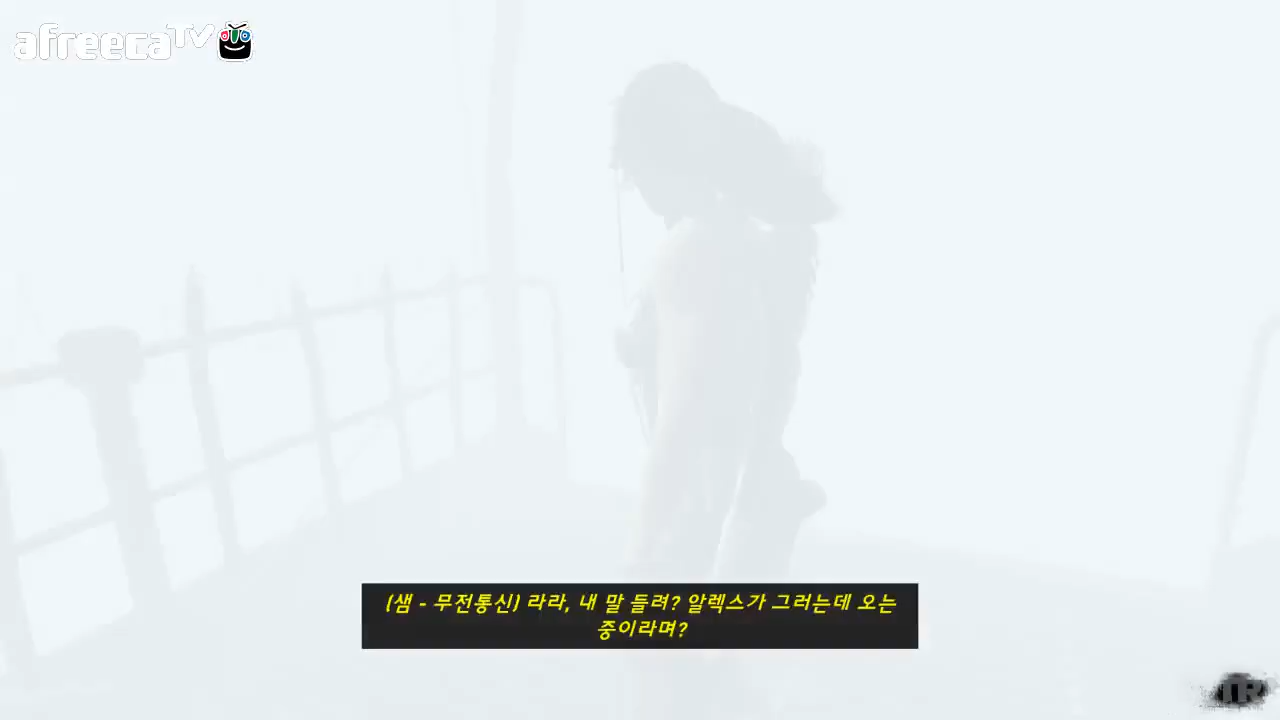 afreecaTV
(샘 - 무전통신) 라라, 내 말 들려? 알렉스가 그러는데 오는
중이라며?
TR